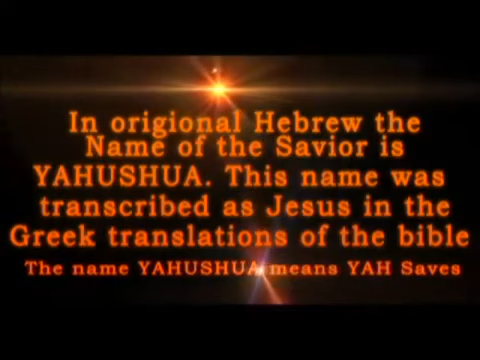 In origional Hebrew the
Name of the Savior is
YAHUSHUA. This name was
transcribed as Jesus in the
Greek translations of the bible
The name YAHUSHUA means YAH Saves